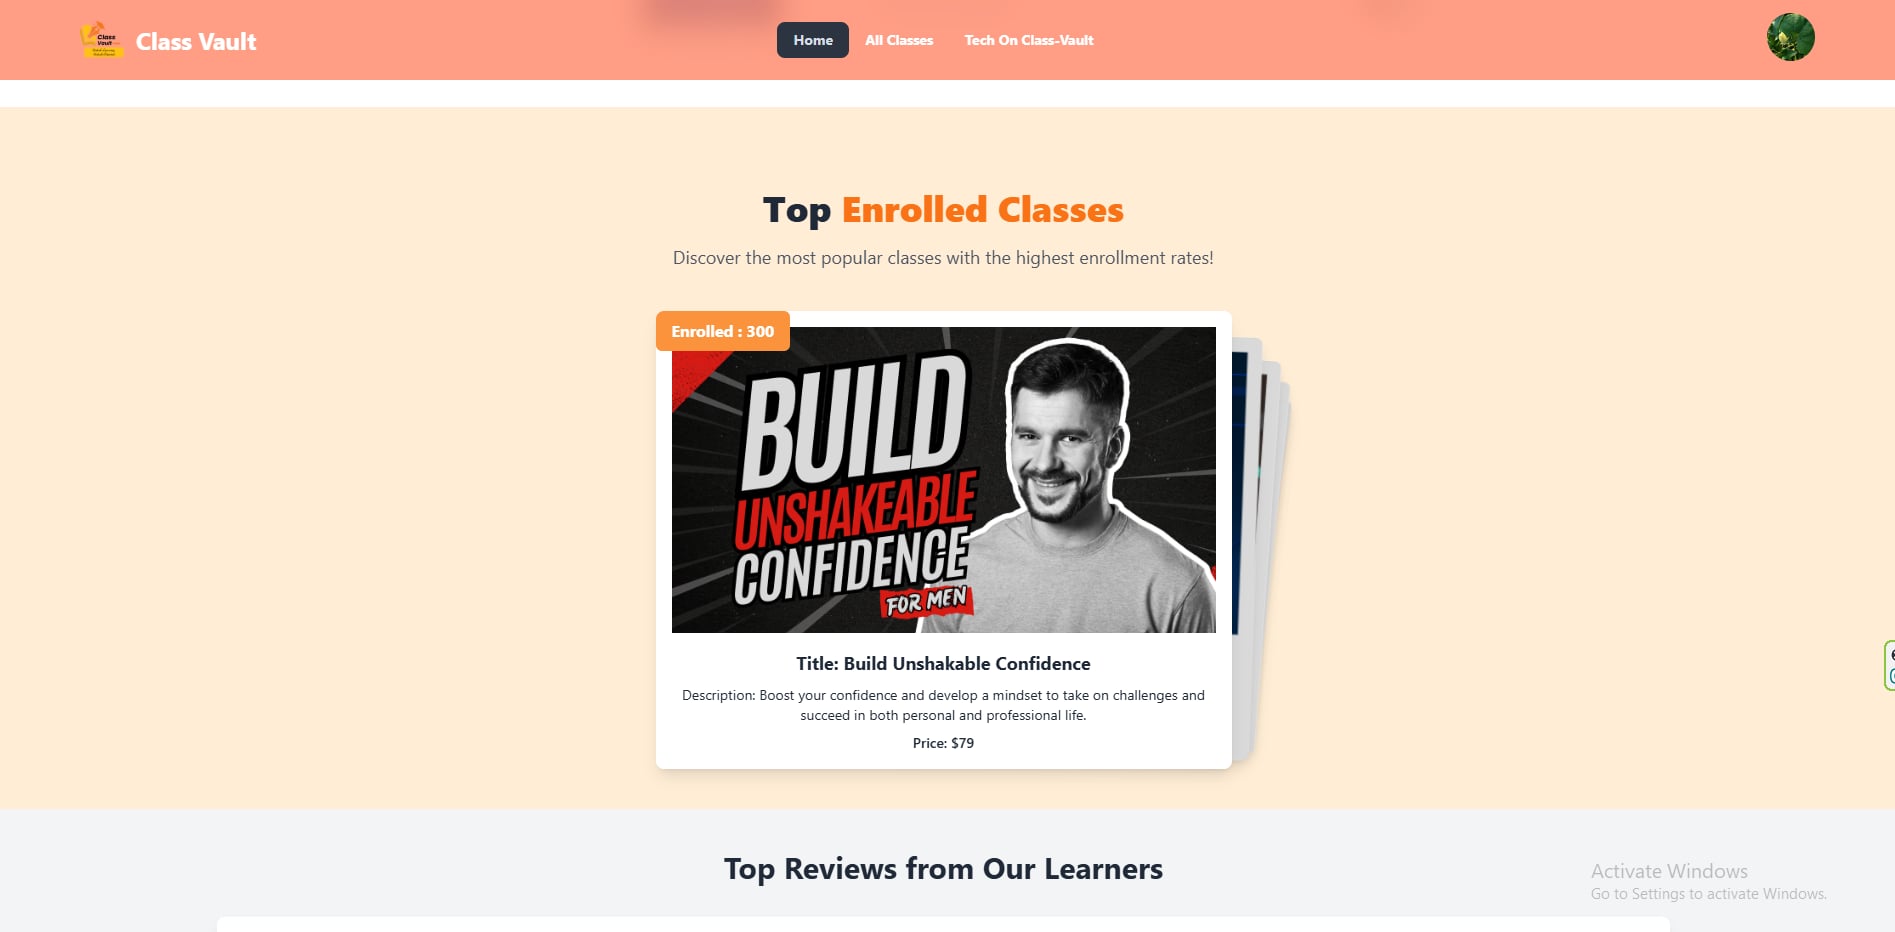 Class
Vault
Class Vault
Home
All Classes
Tech On Class-Vault
Top Enrolled Classes
Discover the most popular classes with the highest enrollment rates!
Enrolled : 300
BUILD
UNSHAKEABLE
CONFIDENCE
FOR MEN
Title: Build Unshakable Confidence
Description: Boost your confidence and develop a mindset to take on challenges and
succeed in both personal and professional life.
Price: $79
Top Reviews from Our Learners
Activate Windows
Go to Settings to activate Windows.